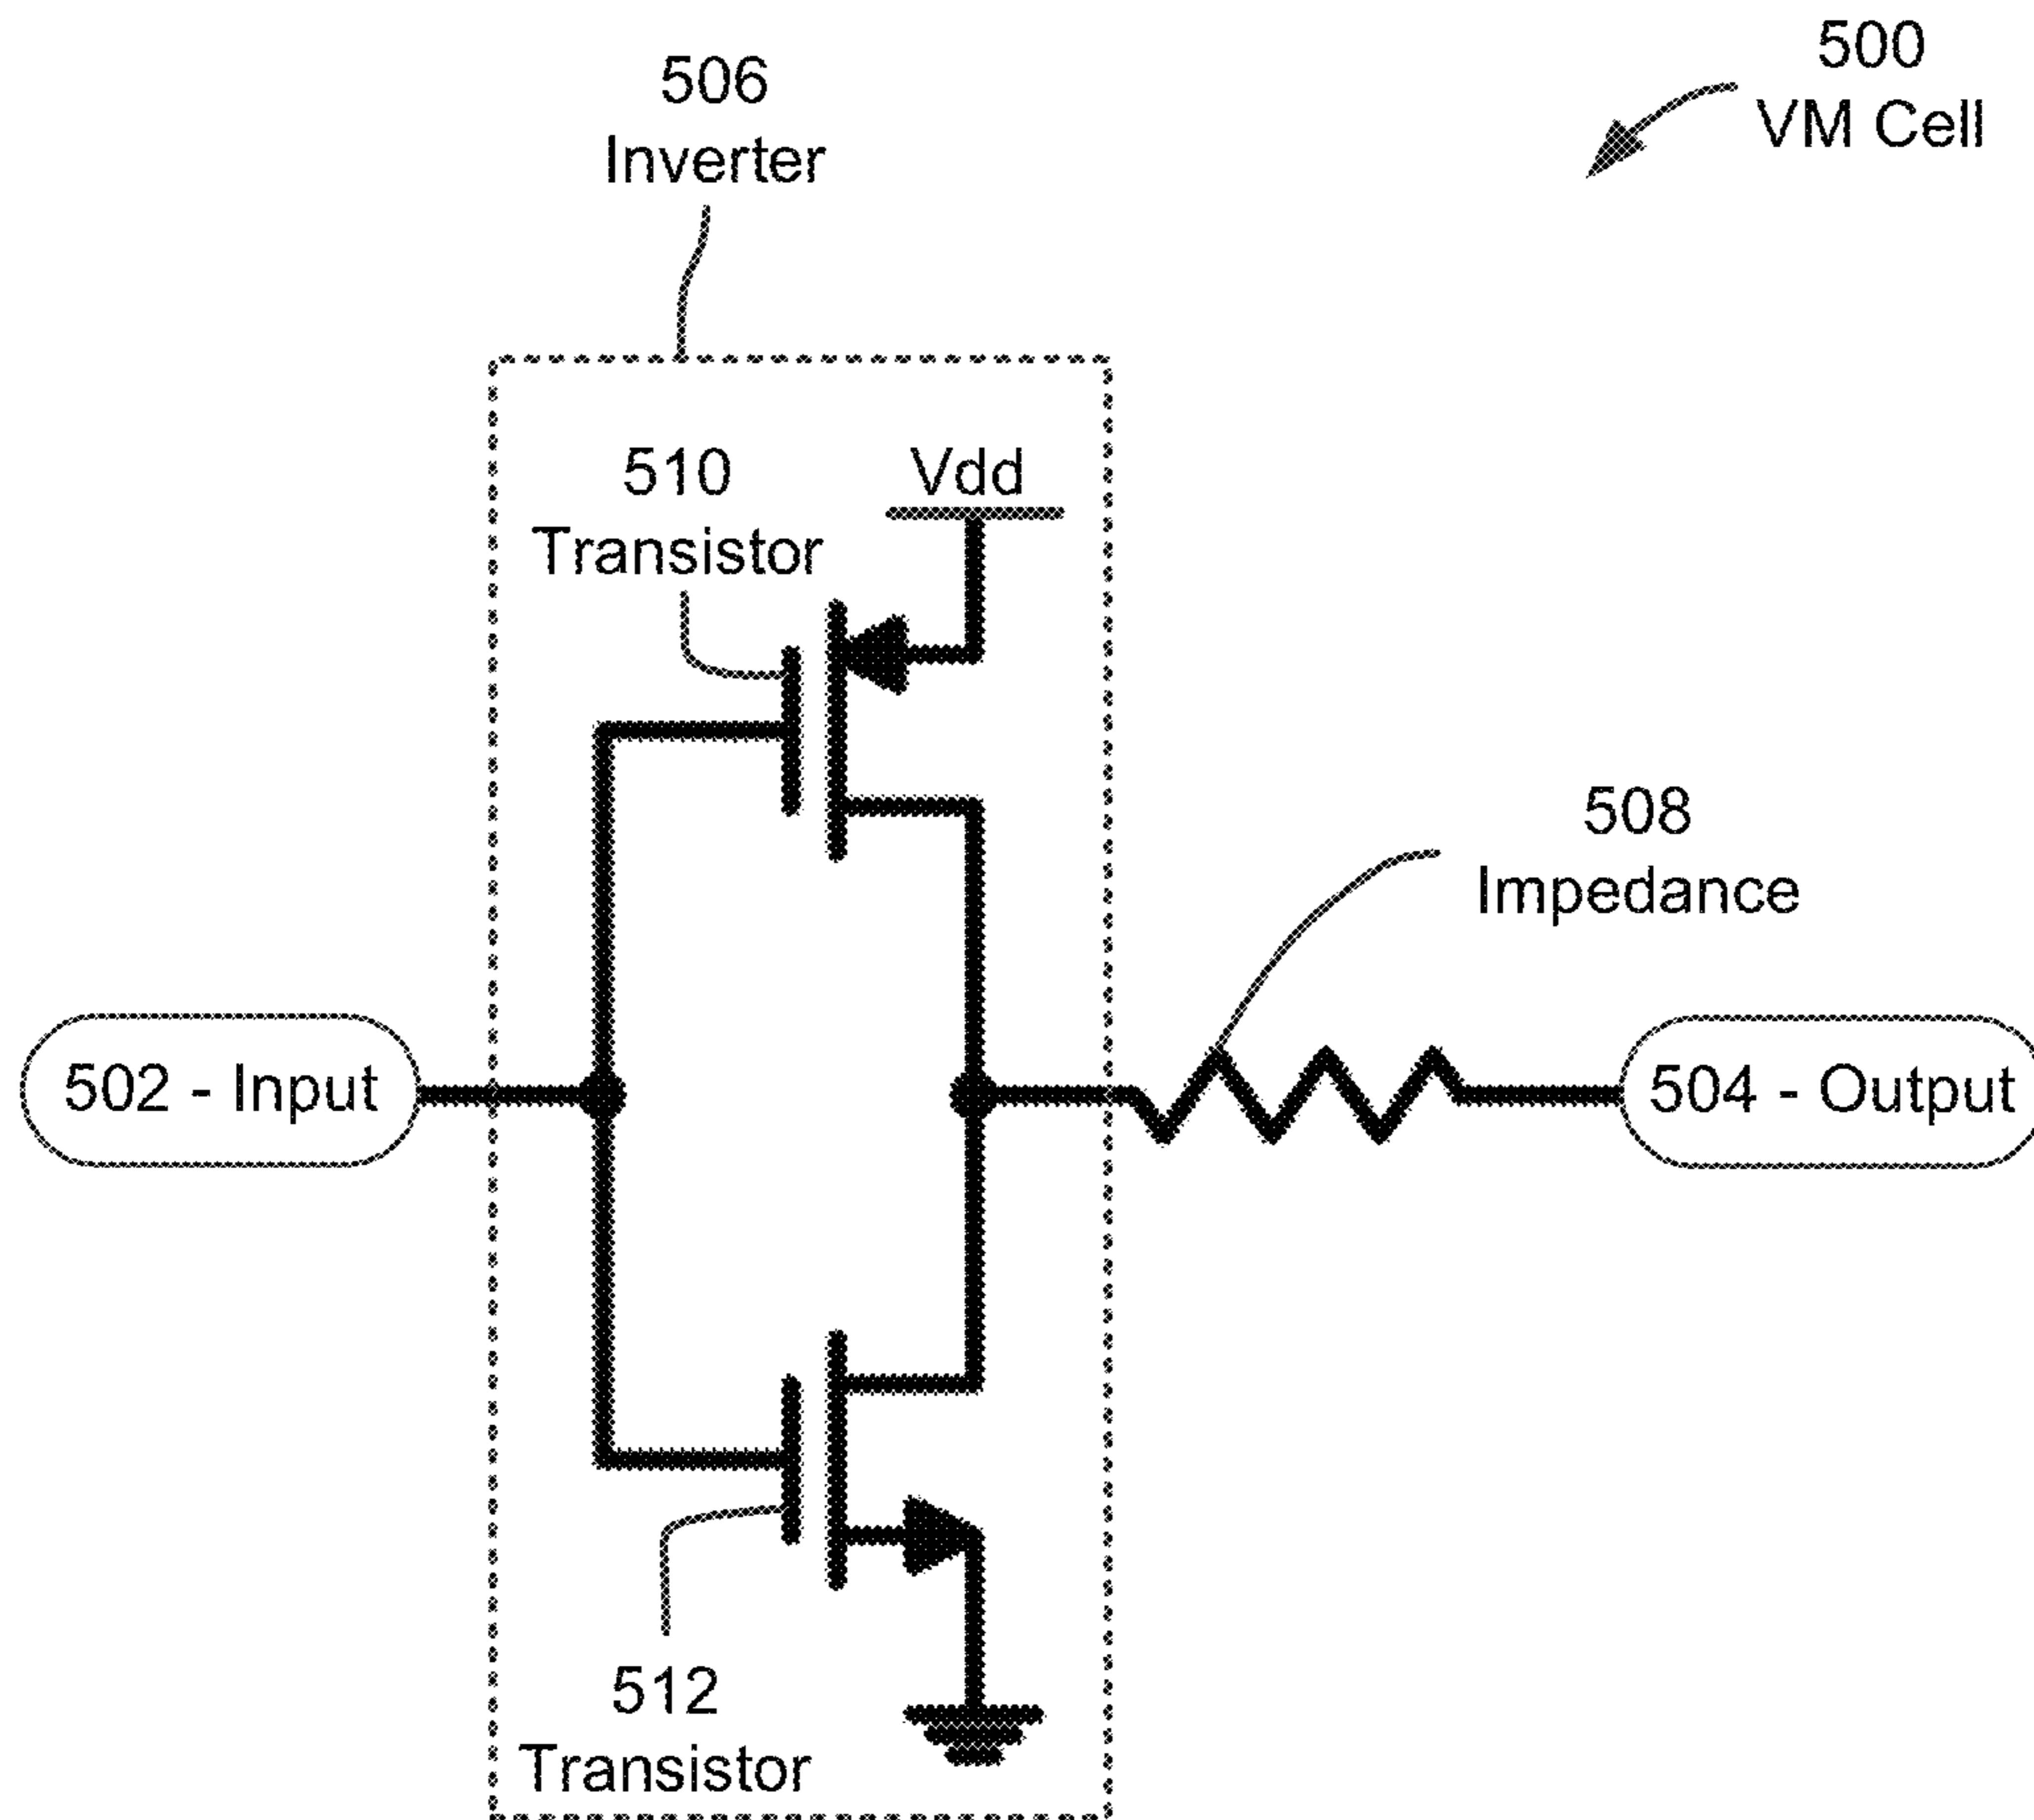 500
VM Cell
506
Inverter
510
Transistor
Vdd
508
Impedance
502 - Input
504 - Output
512
Transistor